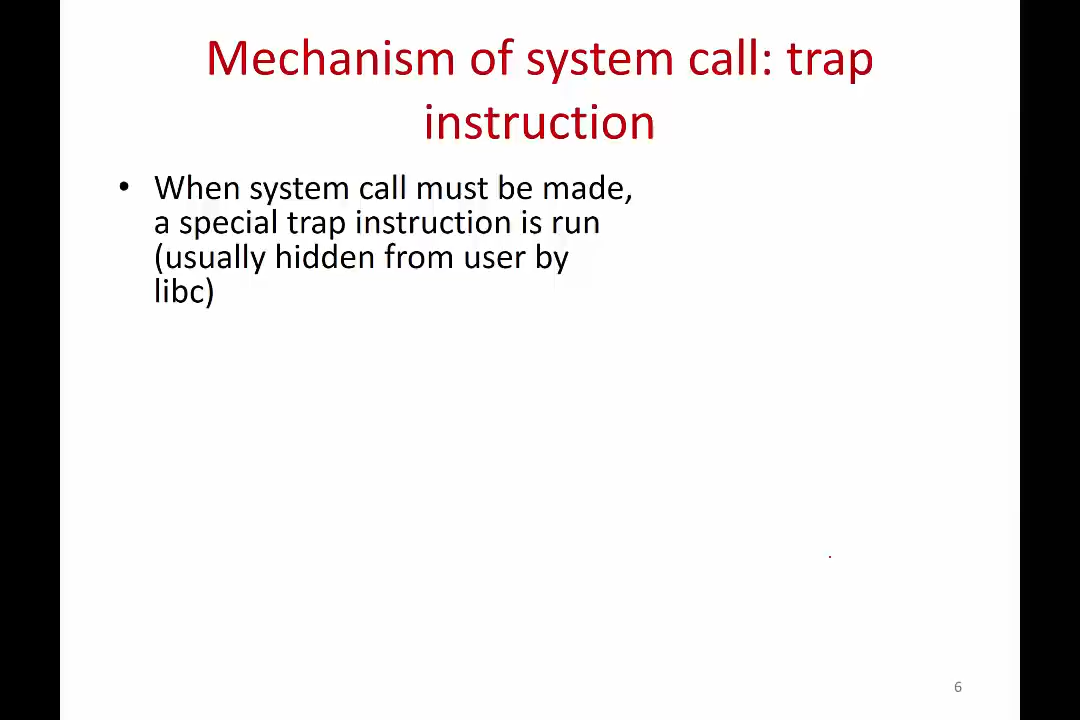 Mechanism of system call: trap
instruction
• When system call must be made,
a special trap instruction is run
(usually hidden from user by
libc)
6